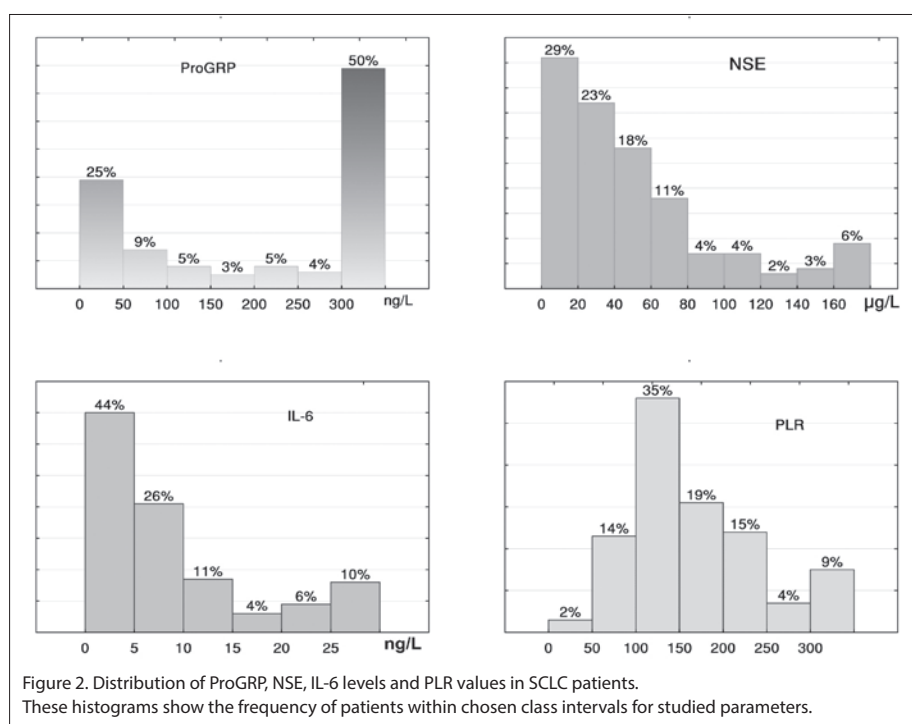 ProGRP
50%
25%
9%
5%
3%
5%
4%
0 50 100 150 200 250 300 ng/L
NSE
29%
23%
18%
11%
4%
4%
2%
3%
6%
0 20 40 60 80 100 120 140 160 µg/L
IL-6
44%
26%
11%
4%
6%
10%
0 5 10 15 20 25 ng/L
PLR
35%
2%
14%
19%
15%
4%
9%
0 50 100 150 200 250 300
Figure 2. Distribution of ProGRP, NSE, IL-6 levels and PLR values in SCLC patients.
These histograms show the frequency of patients within chosen class intervals for studied parameters.